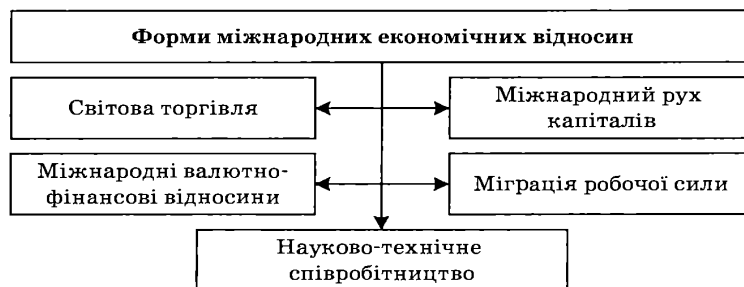 Форми міжнародних економічних відносин
Світова торгівля
Міжнародний рух
капіталів
Міжнародні валютно-
фінансові відносини
Міграція робочої сили
Науково-технічне
співробітництво